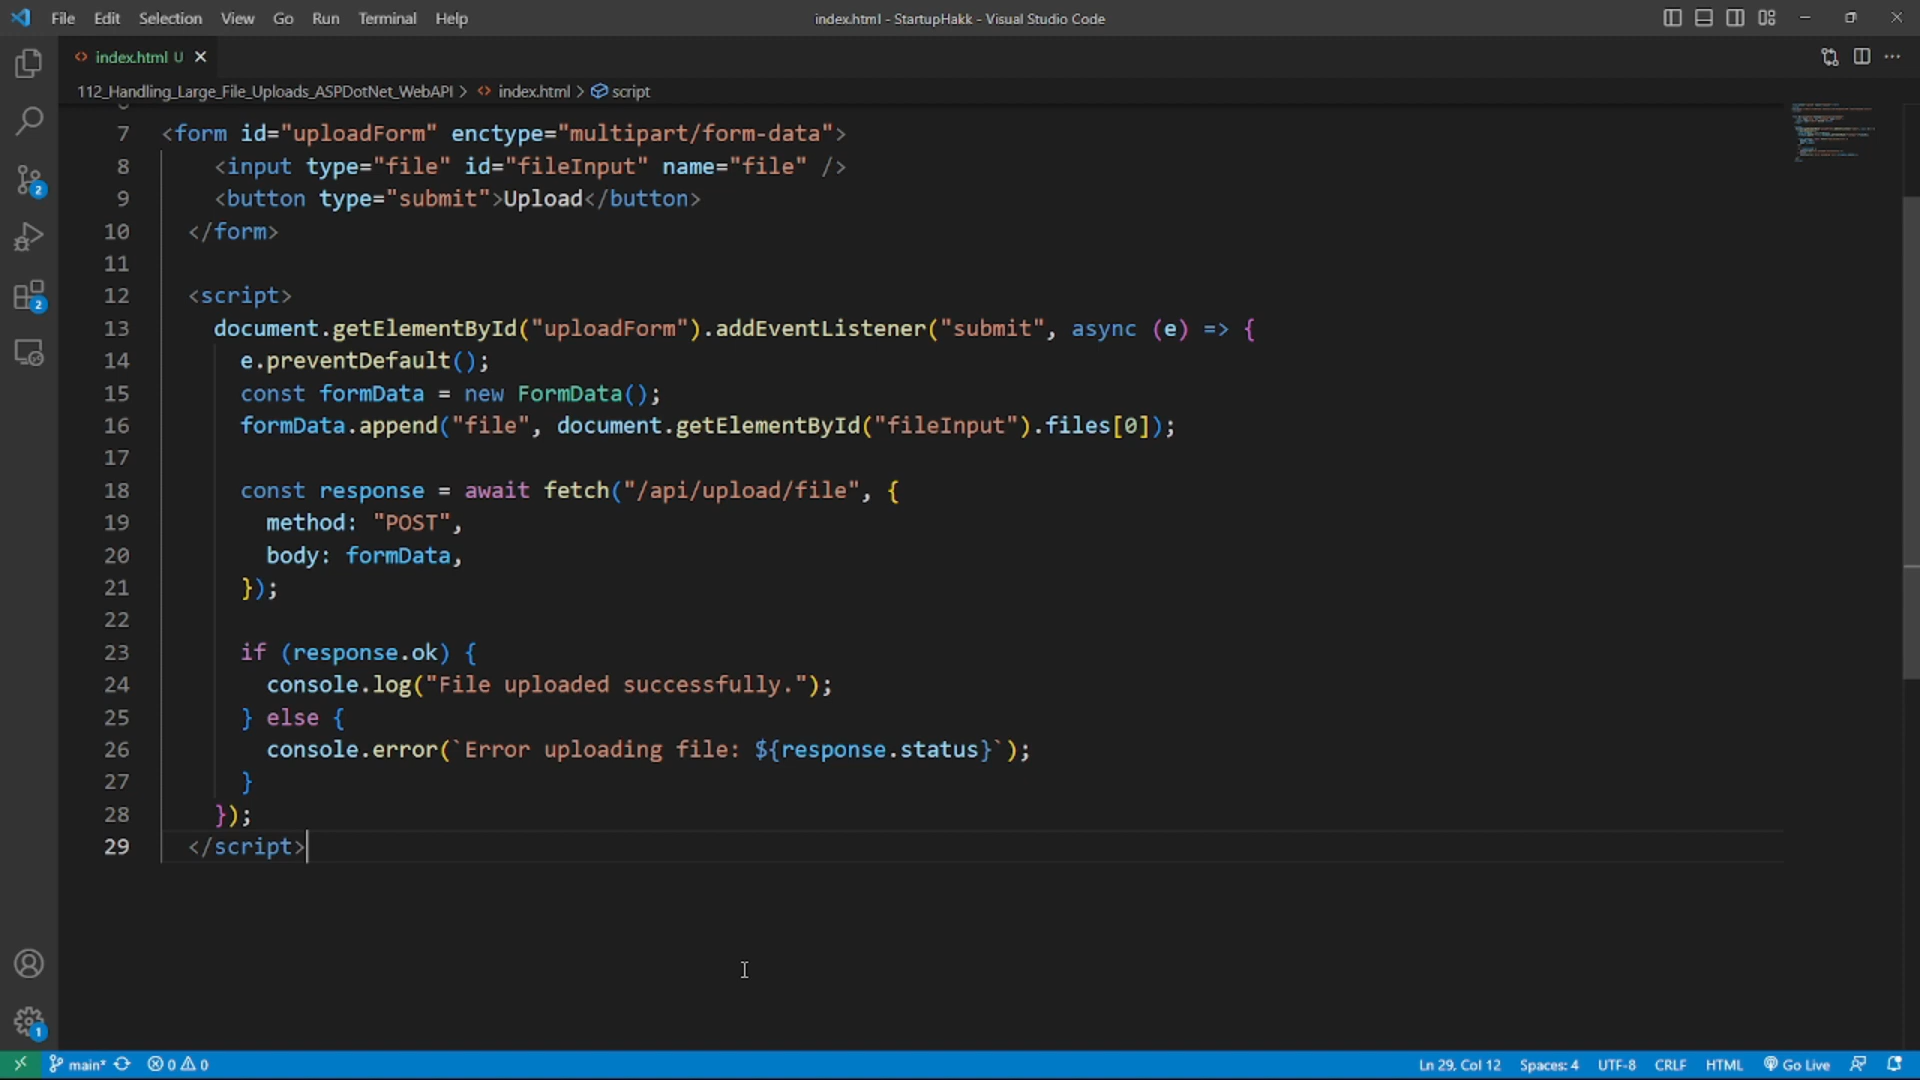 File Edit Selection View Go Run Terminal Help
index.html - StartupHakk - Visual Studio Code
index.html U
112_Handling_Large_File_Uploads_ASPDotNet_WebAPI > index.html > script
7 <form id="uploadForm" enctype="multipart/form-data">
8 <input type="file" id="fileInput" name="file" />
9 <button type="submit">Upload</button>
10 </form>
11
12 <script>
13 document.getElementById("uploadForm").addEventListener("submit", async (e) => {
14 e.preventDefault();
15 const formData = new FormData();
16 formData.append("file", document.getElementById("fileInput").files[0]);
17
18 const response = await fetch("/api/upload/file", {
19 method: "POST",
20 body: formData,
21 });
22
23 if (response.ok) {
24 console.log("File uploaded successfully.");
25 } else {
26 console.error(`Error uploading file: ${response.status}`);
27 }
28 });
29 </script>
2
2
1
main* 0 0
Ln 29, Col 12 Spaces: 4 UTF-8 CRLF HTML Go Live